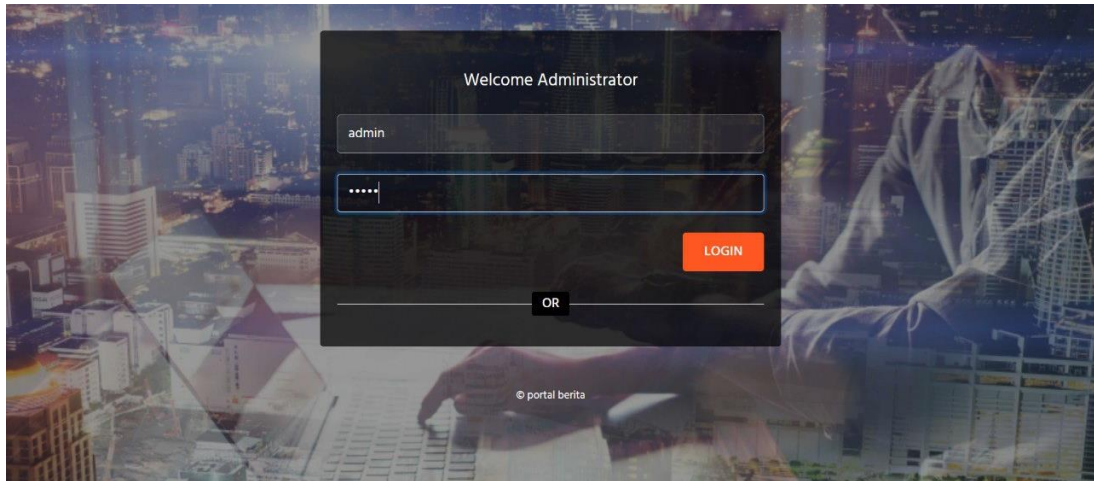 Welcome Administrator
admin
•••••
LOGIN
OR
© portal berita